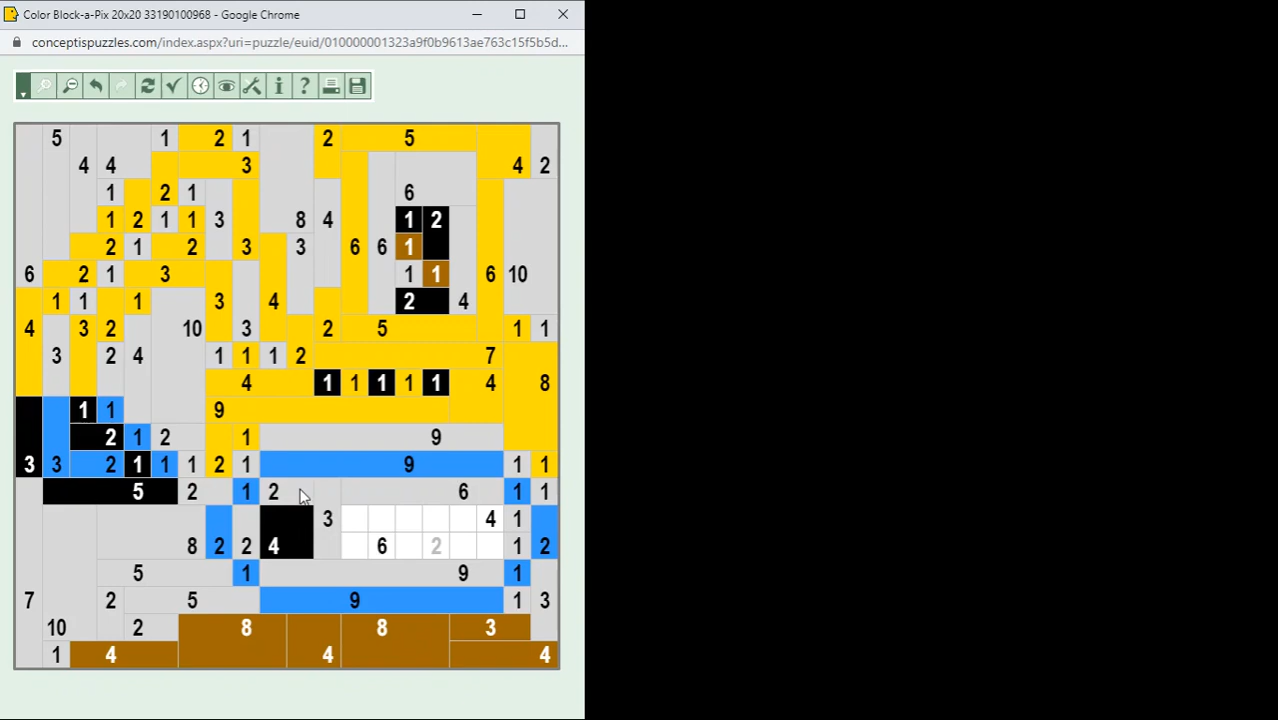 Color Block-a-Pix 20x20 33190100968 - Google Chrome
conceptispuzzles.com/index.aspx?uri=puzzle/euid/010000001323a9f0b9613ae763c15f5b5d...
5 1 2 1 2 5
4 4 3 4 2
1 2 1 6
1 2 1 1 3 8 4 1 2
2 1 2 3 3 6 6 1
6 2 1 3 1 1 6 10
1 1 1 3 4 2 4
4 3 2 10 3 2 5 1 1
3 2 4 1 1 1 2 7
4 1 1 1 1 1 4 8
1 1 9
2 1 2 1 9
3 3 2 1 1 1 2 1 9 1 1
5 2 1 2 6 1 1
3 4 1
8 2 2 4 6 2 1 2
5 1 9 1
7 2 5 9 1 3
10 2 8 8 3
1 4 4 4